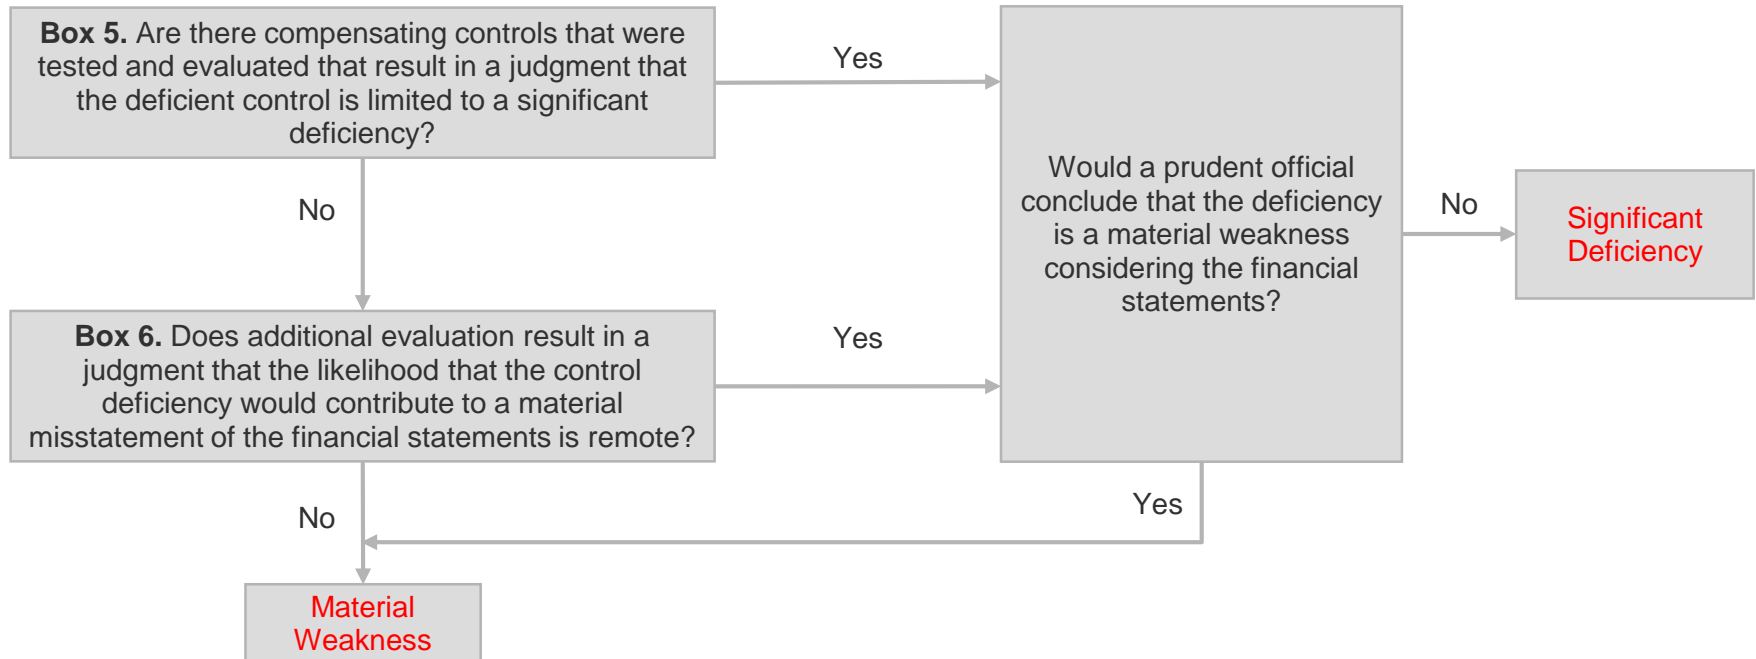 Box 5. Are there compensating controls that were
tested and evaluated that result in a judgment that
the deficient control is limited to a significant
deficiency?
Yes
No
Would a prudent official
conclude that the deficiency
is a material weakness
considering the financial
statements?
No
Significant
Deficiency
Box 6. Does additional evaluation result in a
judgment that the likelihood that the control
deficiency would contribute to a material
misstatement of the financial statements is remote?
Yes
No
Yes
Material
Weakness